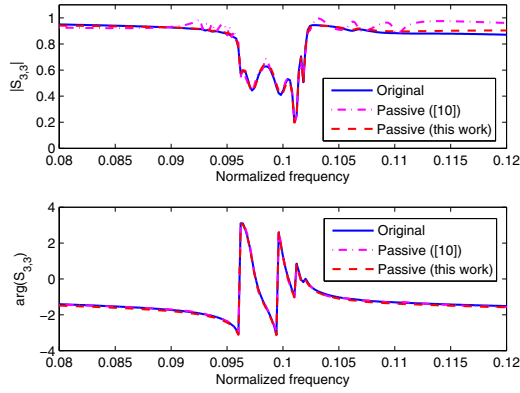 1
0.8
0.6
0.4
0.2
0
|S3,3|
Original
Passive ([10])
Passive (this work)
0.08 0.085 0.09 0.095 0.1 0.105 0.11 0.115 0.12
Normalized frequency
4
2
0
−2
−4
arg(S3,3)
Original
Passive ([10])
Passive (this work)
0.08 0.085 0.09 0.095 0.1 0.105 0.11 0.115 0.12
Normalized frequency